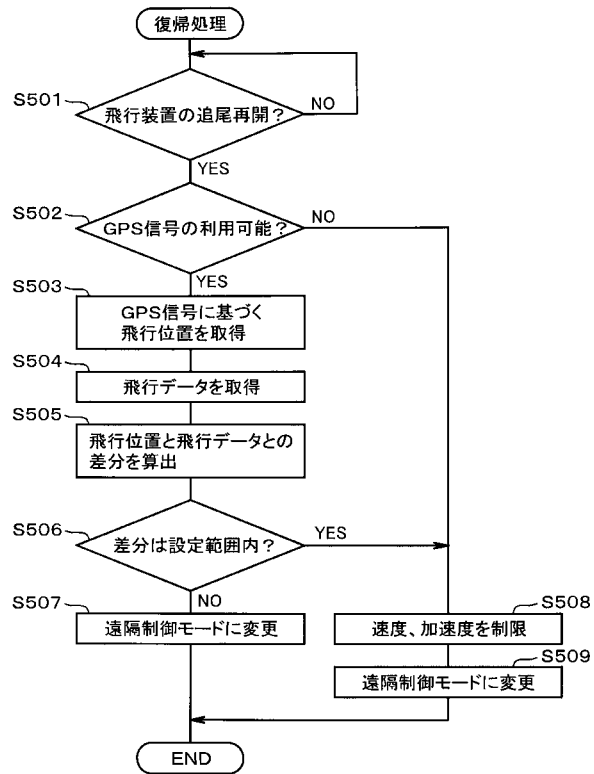 復帰処理
S501
飛行装置の追尾再開？
NO
YES
S502
GPS信号の利用可能？
NO
YES
S503
GPS信号に基づく
飛行位置を取得
S504
飛行データを取得
S505
飛行位置と飛行データとの
差分を算出
S506
差分は設定範囲内？
YES
NO
S507
遠隔制御モードに変更
S508
速度、加速度を制限
S509
遠隔制御モードに変更
END